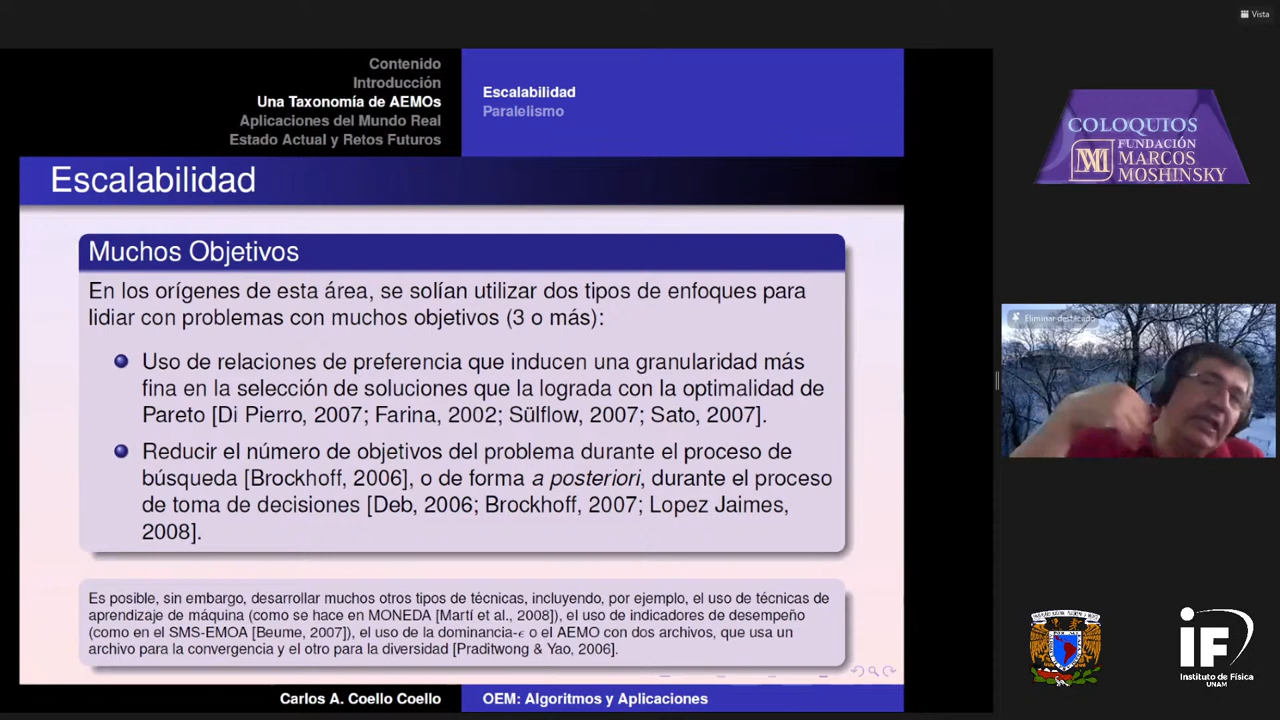 Vista
Contenido
Introducción
Una Taxonomía de AEMOs
Aplicaciones del Mundo Real
Estado Actual y Retos Futuros
Escalabilidad
Paralelismo
Escalabilidad
Muchos Objetivos
En los orígenes de esta área, se solían utilizar dos tipos de enfoques para
lidiar con problemas con muchos objetivos (3 o más):
Uso de relaciones de preferencia que inducen una granularidad más
fina en la selección de soluciones que la lograda con la optimalidad de
Pareto [Di Pierro, 2007; Farina, 2002; Sülflow, 2007; Sato, 2007].
Reducir el número de objetivos del problema durante el proceso de
búsqueda [Brockhoff, 2006], o de forma a posteriori, durante el proceso
de toma de decisiones [Deb, 2006; Brockhoff, 2007; Lopez Jaimes,
2008].
Es posible, sin embargo, desarrollar muchos otros tipos de técnicas, incluyendo, por ejemplo, el uso de técnicas de
aprendizaje de máquina (como se hace en MONEDA [Martí et al., 2008]), el uso de indicadores de desempeño
(como en el SMS-EMOA [Beume, 2007]), el uso de la dominancia-ϵ o el AEMO con dos archivos, que usa un
archivo para la convergencia y el otro para la diversidad [Praditwong & Yao, 2006].
Carlos A. Coello Coello
OEM: Algoritmos y Aplicaciones
COLOQUIOS
FUNDACIÓN
MARCOS
MOSHINSKY
Eliminar destacado
iF
Instituto de Física
UNAM